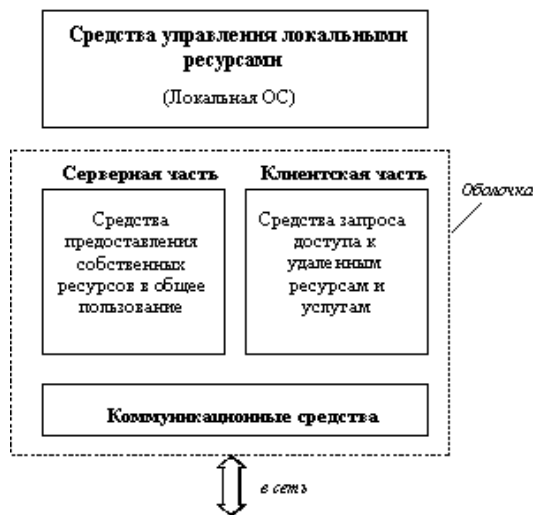 Средства управления локальными
ресурсами
(Локальная ОС)
Серверная часть
Клиентская часть
Оболочка
Средства
предоставления
собственных
ресурсов в общее
пользование
Средства запроса
доступа к
удаленным
ресурсам и
услугам
Коммуникационные средства
в сеть